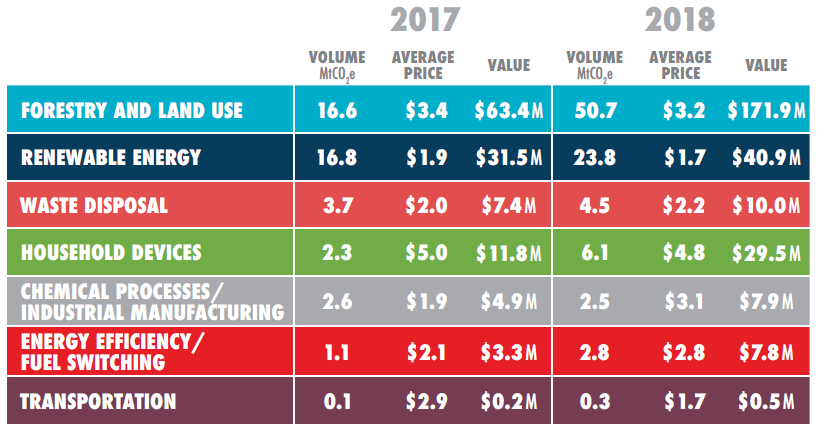 2017 2018
VOLUME AVERAGE VALUE VOLUME AVERAGE VALUE
MtCO₂e PRICE MtCO₂e PRICE
FORESTRY AND LAND USE 16.6 $3.4 $63.4M 50.7 $3.2 $171.9M
RENEWABLE ENERGY 16.8 $1.9 $31.5M 23.8 $1.7 $40.9M
WASTE DISPOSAL 3.7 $2.0 $7.4M 4.5 $2.2 $10.0M
HOUSEHOLD DEVICES 2.3 $5.0 $11.8M 6.1 $4.8 $29.5M
CHEMICAL PROCESSES/
INDUSTRIAL MANUFACTURING 2.6 $1.9 $4.9M 2.5 $3.1 $7.9M
ENERGY EFFICIENCY/
FUEL SWITCHING 1.1 $2.1 $3.3M 2.8 $2.8 $7.8M
TRANSPORTATION 0.1 $2.9 $0.2M 0.3 $1.7 $0.5M